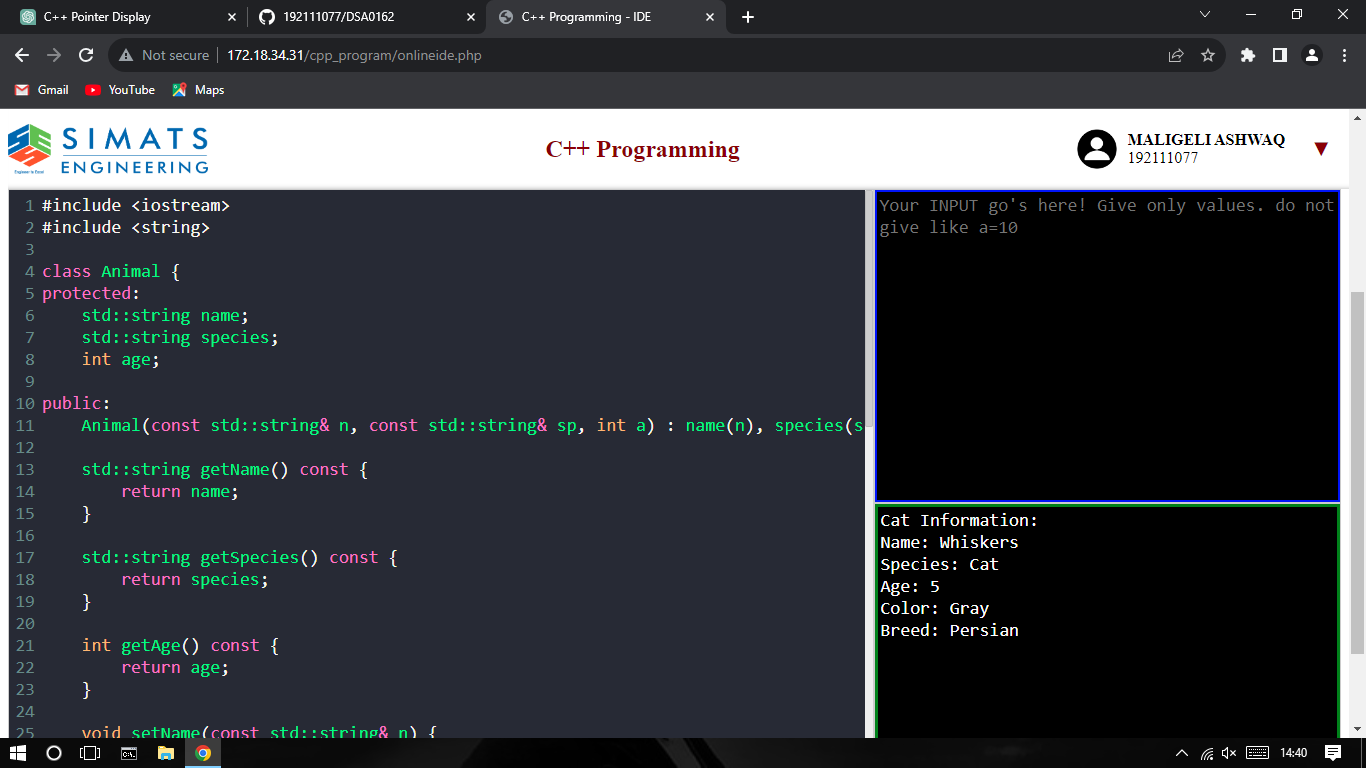 C++ Pointer Display
192111077/DSA0162
C++ Programming - IDE
Not secure
172.18.34.31/cpp_program/onlineide.php
Gmail
YouTube
Maps
SIMATS
ENGINEERING
C++ Programming
MALIGELI ASHWAQ
192111077
1 #include <iostream>
2 #include <string>
3
4 class Animal {
5 protected:
6     std::string name;
7     std::string species;
8     int age;
9
10 public:
11     Animal(const std::string& n, const std::string& sp, int a) : name(n), species(s
12
13     std::string getName() const {
14         return name;
15     }
16
17     std::string getSpecies() const {
18         return species;
19     }
20
21     int getAge() const {
22         return age;
23     }
24
25     void setName(const std::string& n) {
Your INPUT go's here! Give only values. do not
give like a=10
Cat Information:
Name: Whiskers
Species: Cat
Age: 5
Color: Gray
Breed: Persian
14:40